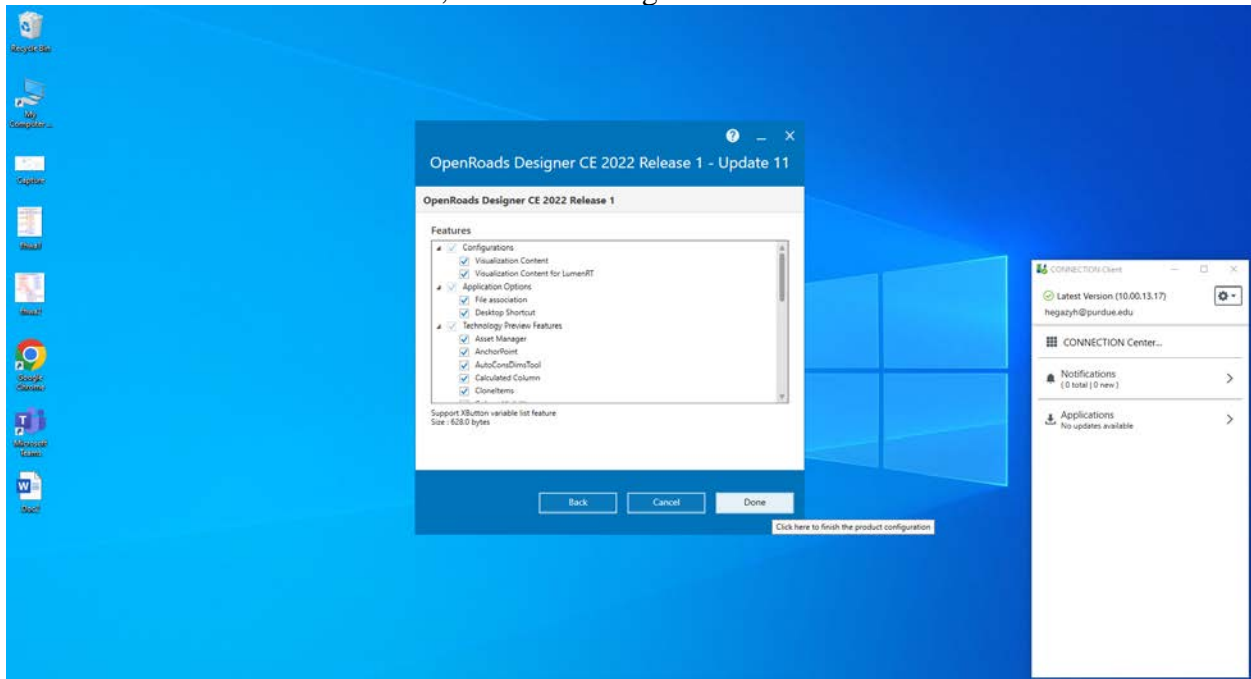 Recycle Bin
My
Computer ...
Capture
OpenRoads Designer CE 2022 Release 1 - Update 11
OpenRoads Designer CE 2022 Release 1
Features
Configurations
Visualization Content
Visualization Content for LumenRT
Application Options
File association
Desktop Shortcut
Technology Preview Features
Asset Manager
AnchorPoint
AutoConsDimsTool
Calculated Column
CloneItems
Support XButton variable list feature
Size : 628.0 bytes
Back
Cancel
Done
Click here to finish the product configuration
Google
Chrome
Microsoft
Teams
Doc2
CONNECTION Client
Latest Version (10.00.13.17)
hegazyh@purdue.edu
CONNECTION Center...
Notifications
( 0 total | 0 new )
Applications
No updates available